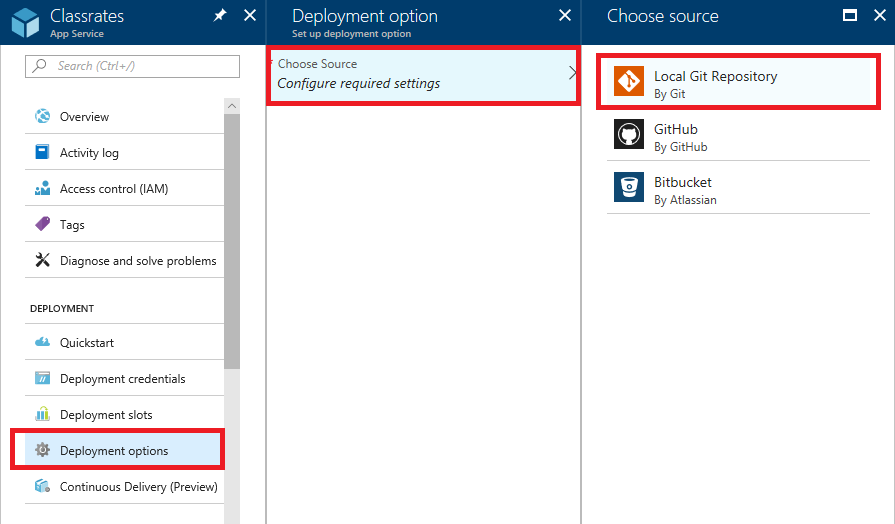 Classrates
App Service
Search (Ctrl+/)
Overview
Activity log
Access control (IAM)
Tags
Diagnose and solve problems
DEPLOYMENT
Quickstart
Deployment credentials
Deployment slots
Deployment options
Continuous Delivery (Preview)
Deployment option
Set up deployment option
* Choose Source
Configure required settings
Choose source
Local Git Repository
By Git
GitHub
By GitHub
Bitbucket
By Atlassian